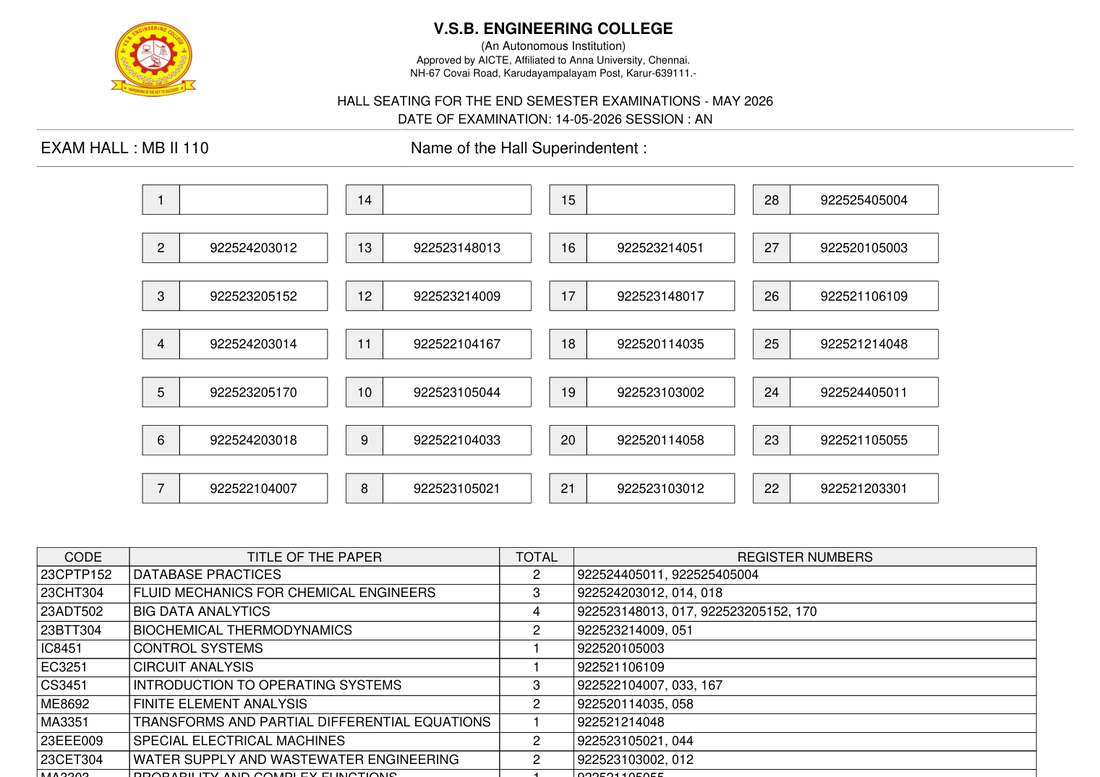 V.S.B. ENGINEERING COLLEGE
(An Autonomous Institution)
Approved by AICTE, Affiliated to Anna University, Chennai.
NH-67 Covai Road, Karudayampalayam Post, Karur-639111.-
HALL SEATING FOR THE END SEMESTER EXAMINATIONS - MAY 2026
DATE OF EXAMINATION: 14-05-2026 SESSION : AN
EXAM HALL : MB II 110 Name of the Hall Superindentent :
1 14 15 28 922525405004
2 922524203012 13 922523148013 16 922523214051 27 922520105003
3 922523205152 12 922523214009 17 922523148017 26 922521106109
4 922524203014 11 922522104167 18 922520114035 25 922521214048
5 922523205170 10 922523105044 19 922523103002 24 922524405011
6 922524203018 9 922522104033 20 922520114058 23 922521105055
7 922522104007 8 922523105021 21 922523103012 22 922521203301
CODE TITLE OF THE PAPER TOTAL REGISTER NUMBERS
23CPTP152 DATABASE PRACTICES 2 922524405011, 922525405004
23CHT304 FLUID MECHANICS FOR CHEMICAL ENGINEERS 3 922524203012, 014, 018
23ADT502 BIG DATA ANALYTICS 4 922523148013, 017, 922523205152, 170
23BTT304 BIOCHEMICAL THERMODYNAMICS 2 922523214009, 051
IC8451 CONTROL SYSTEMS 1 922520105003
EC3251 CIRCUIT ANALYSIS 1 922521106109
CS3451 INTRODUCTION TO OPERATING SYSTEMS 3 922522104007, 033, 167
ME8692 FINITE ELEMENT ANALYSIS 2 922520114035, 058
MA3351 TRANSFORMS AND PARTIAL DIFFERENTIAL EQUATIONS 1 922521214048
23EEE009 SPECIAL ELECTRICAL MACHINES 2 922523105021, 044
23CET304 WATER SUPPLY AND WASTEWATER ENGINEERING 2 922523103002, 012
MA3303 PROBABILITY AND COMPLEX FUNCTIONS 1 922521105055